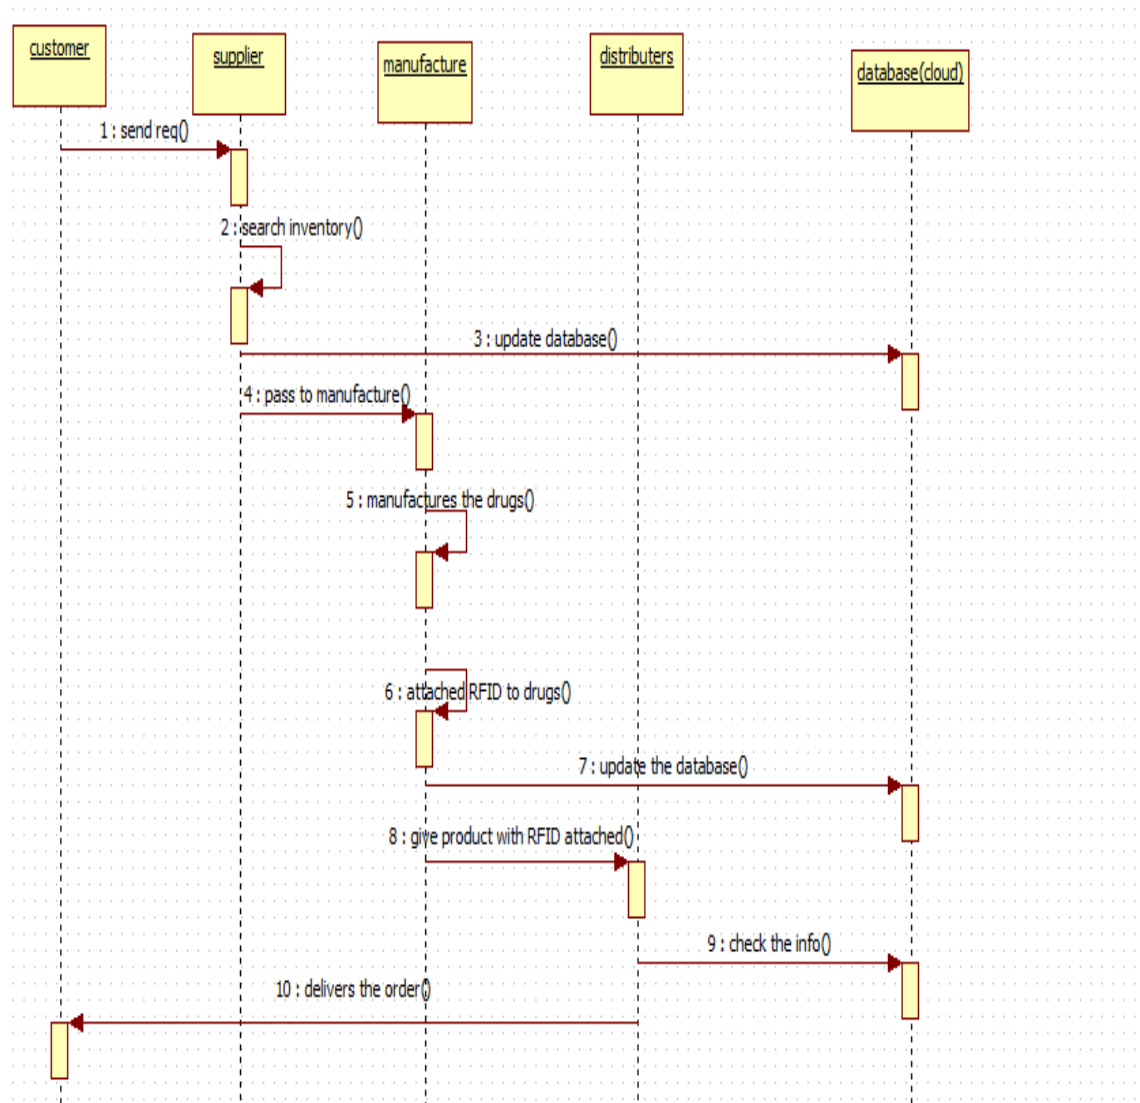 customer
supplier
manufacture
distributers
database(cloud)
1 : send req()
2 : search inventory()
3 : update database()
4 : pass to manufacture()
5 : manufactures the drugs()
6 : attached RFID to drugs()
7 : update the database()
8 : give product with RFID attached()
9 : check the info()
10 : delivers the order()